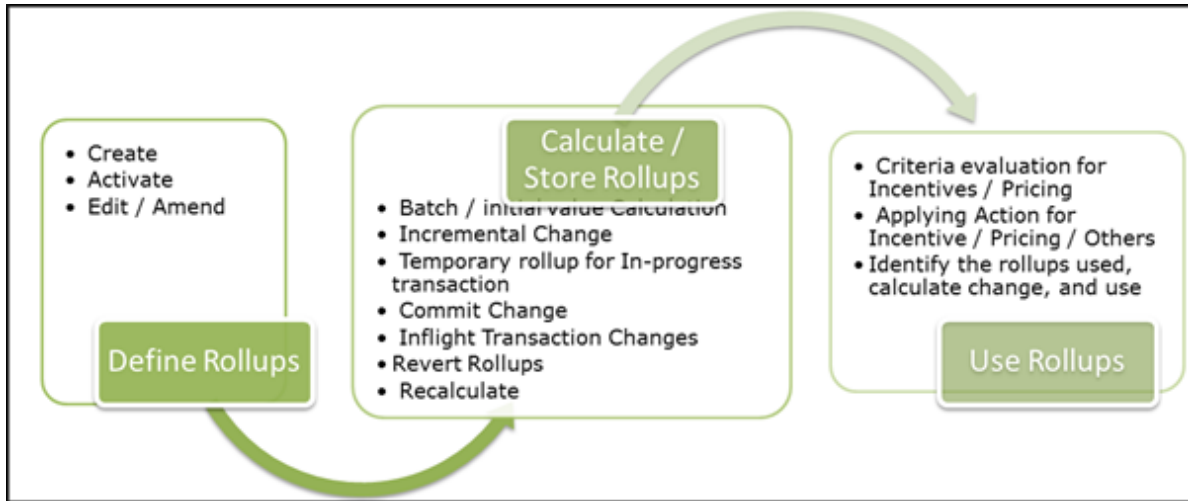 • Create
• Activate
• Edit / Amend
Define Rollups
Calculate /
Store Rollups
• Batch / initial value Calculation
• Incremental Change
• Temporary rollup for In-progress
transaction
• Commit Change
• Inflight Transaction Changes
• Revert Rollups
• Recalculate
• Criteria evaluation for
Incentives / Pricing
• Applying Action for
Incentive / Pricing / Others
• Identify the rollups used,
calculate change, and use
Use Rollups